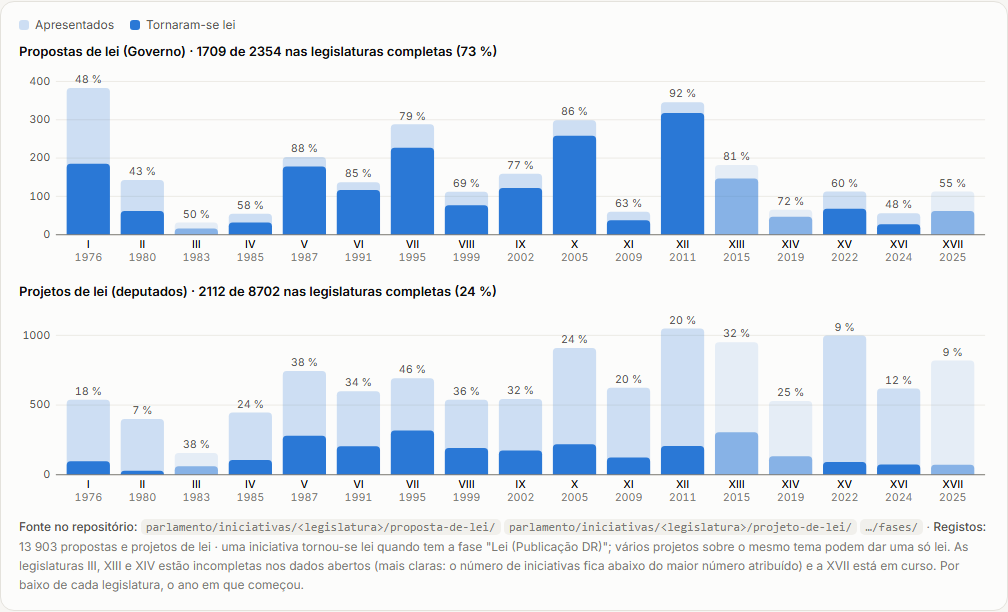 Apresentados Tornaram-se lei
Propostas de lei (Governo) · 1709 de 2354 nas legislaturas completas (73 %)
400
300
200
100
0
48 % 43 % 50 % 58 % 88 % 85 % 79 % 69 % 77 % 86 % 63 % 92 % 81 % 72 % 60 % 48 % 55 %
I II III IV V VI VII VIII IX X XI XII XIII XIV XV XVI XVII
1976 1980 1983 1985 1987 1991 1995 1999 2002 2005 2009 2011 2015 2019 2022 2024 2025
Projetos de lei (deputados) · 2112 de 8702 nas legislaturas completas (24 %)
1000
500
0
18 % 7 % 38 % 24 % 38 % 34 % 46 % 36 % 32 % 24 % 20 % 20 % 32 % 25 % 9 % 12 % 9 %
I II III IV V VI VII VIII IX X XI XII XIII XIV XV XVI XVII
1976 1980 1983 1985 1987 1991 1995 1999 2002 2005 2009 2011 2015 2019 2022 2024 2025
Fonte no repositório: parlamento/iniciativas/<legislatura>/proposta-de-lei/ parlamento/iniciativas/<legislatura>/projeto-de-lei/ …/fases/ · Registos:
13 903 propostas e projetos de lei · uma iniciativa tornou-se lei quando tem a fase "Lei (Publicação DR)"; vários projetos sobre o mesmo tema podem dar uma só lei. As
legislaturas III, XIII e XIV estão incompletas nos dados abertos (mais claras: o número de iniciativas fica abaixo do maior número atribuído) e a XVII está em curso. Por
baixo de cada legislatura, o ano em que começou.